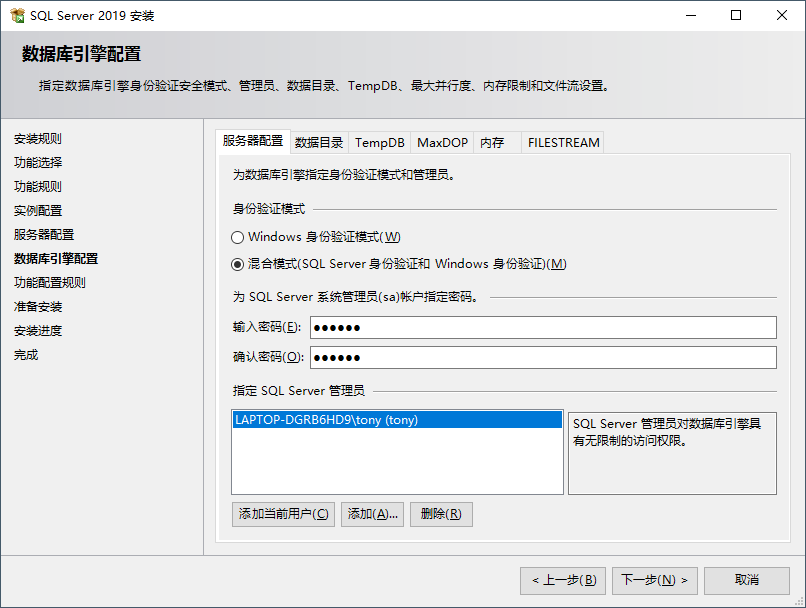 SQL Server 2019 安装
数据库引擎配置
指定数据库引擎身份验证安全模式、管理员、数据目录、TempDB、最大并行度、内存限制和文件流设置。
安装规则
功能选择
功能规则
实例配置
服务器配置
数据库引擎配置
功能配置规则
准备安装
安装进度
完成
服务器配置 数据目录 TempDB MaxDOP 内存 FILESTREAM
为数据库引擎指定身份验证模式和管理员。
身份验证模式
Windows 身份验证模式(W)
混合模式(SQL Server 身份验证和 Windows 身份验证)(M)
为 SQL Server 系统管理员(sa)帐户指定密码。
输入密码(E): ●●●●●●
确认密码(O): ●●●●●●
指定 SQL Server 管理员
LAPTOP-DGRB6HD9\tony (tony)
SQL Server 管理员对数据库引擎具
有无限制的访问权限。
添加当前用户(C) 添加(A)... 删除(R)
< 上一步(B) 下一步(N) > 取消